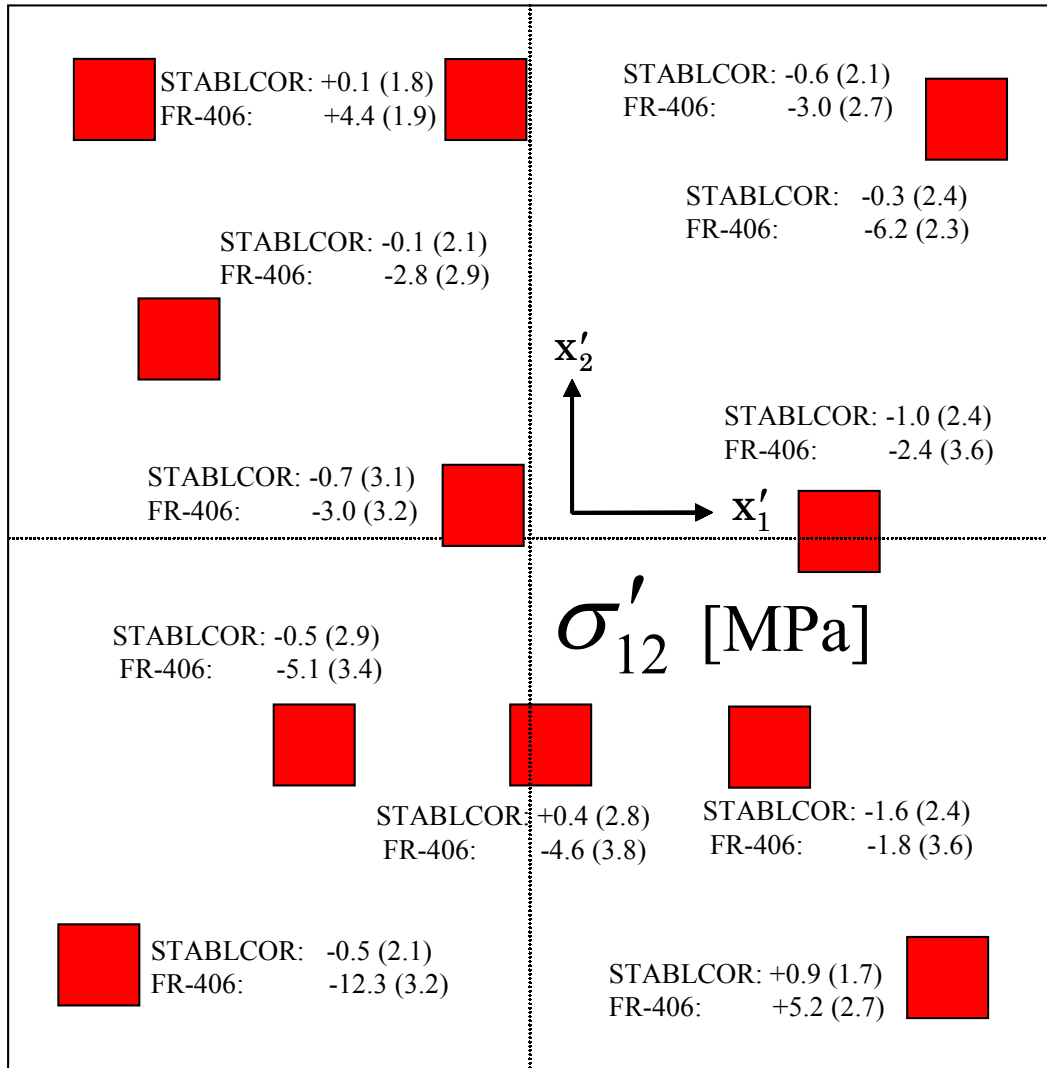 STABLCOR: +0.1 (1.8)
FR-406: +4.4 (1.9)
STABLCOR: -0.6 (2.1)
FR-406: -3.0 (2.7)
STABLCOR: -0.3 (2.4)
FR-406: -6.2 (2.3)
STABLCOR: -0.1 (2.1)
FR-406: -2.8 (2.9)
x′₂
STABLCOR: -1.0 (2.4)
FR-406: -2.4 (3.6)
STABLCOR: -0.7 (3.1)
FR-406: -3.0 (3.2)
x′₁
σ′₁₂ [MPa]
STABLCOR: -0.5 (2.9)
FR-406: -5.1 (3.4)
STABLCOR: +0.4 (2.8)
FR-406: -4.6 (3.8)
STABLCOR: -1.6 (2.4)
FR-406: -1.8 (3.6)
STABLCOR: -0.5 (2.1)
FR-406: -12.3 (3.2)
STABLCOR: +0.9 (1.7)
FR-406: +5.2 (2.7)